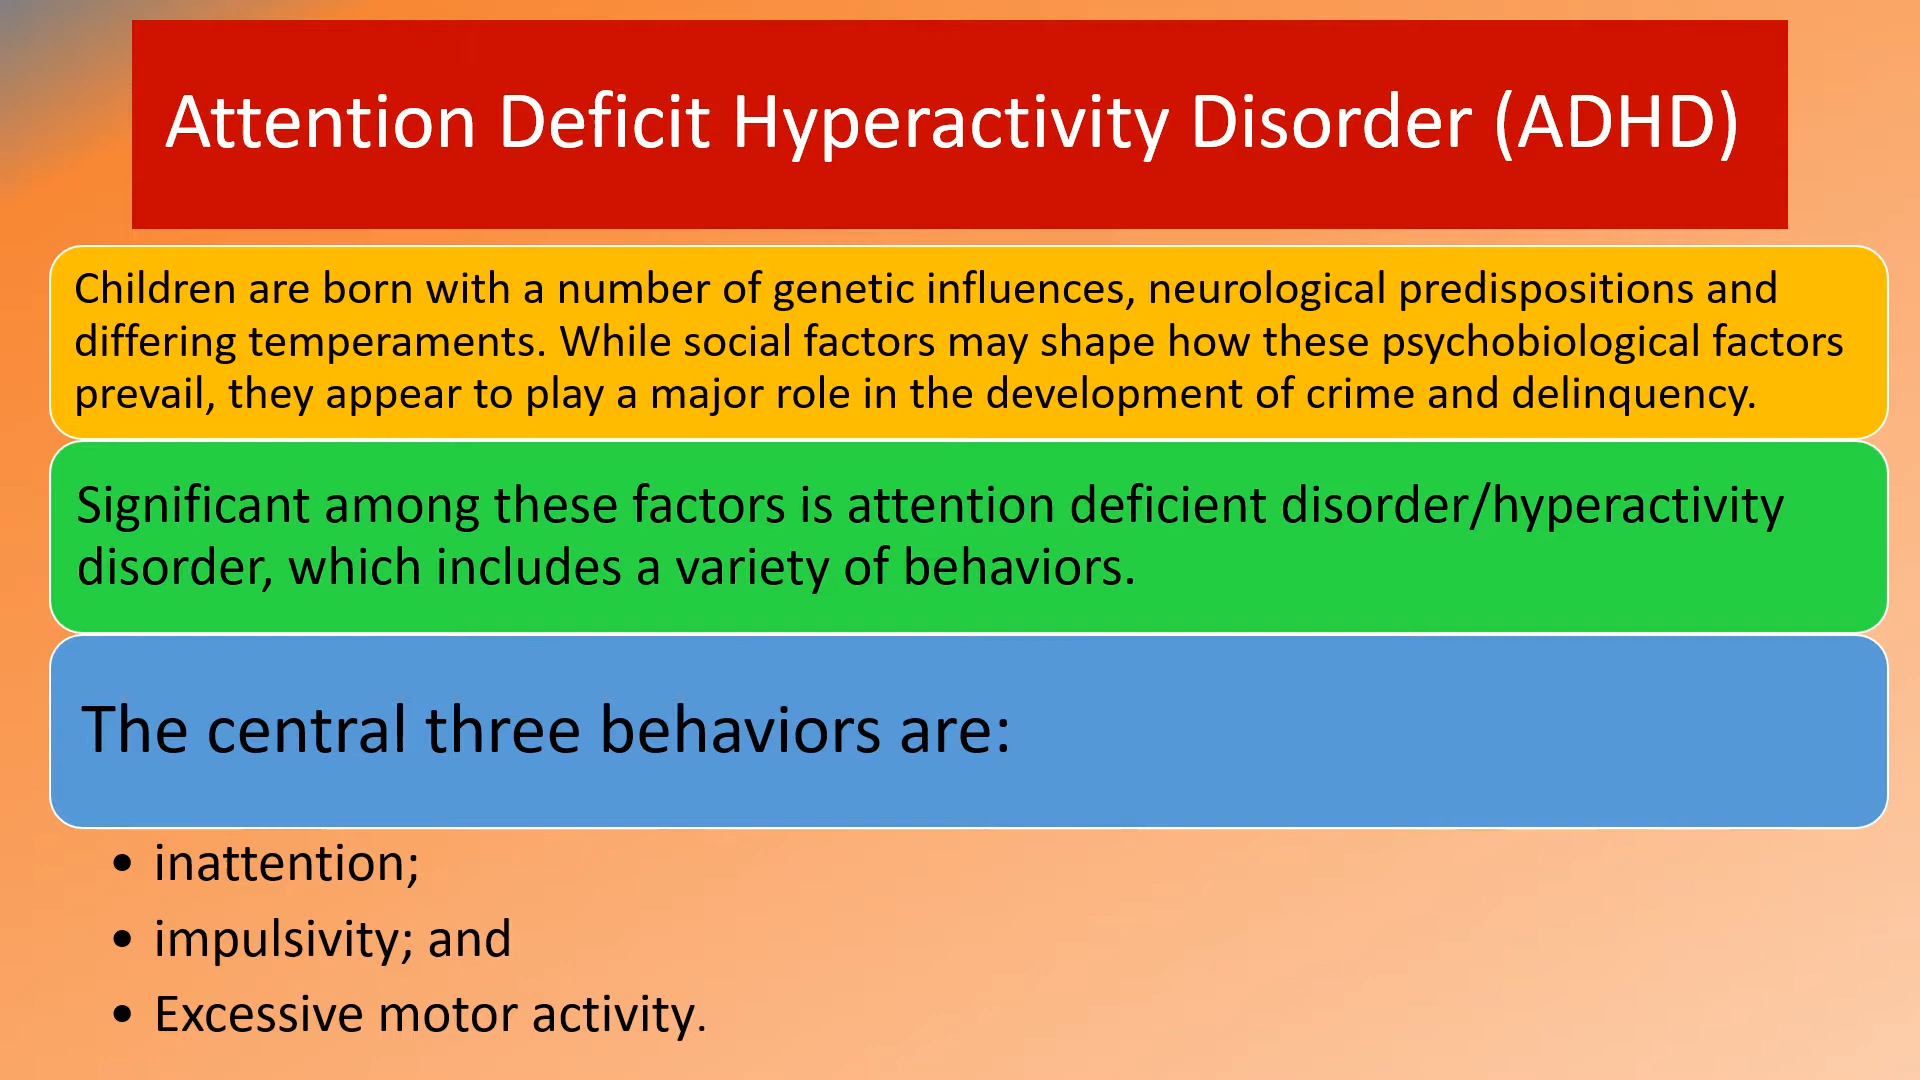 Attention Deficit Hyperactivity Disorder (ADHD)
Children are born with a number of genetic influences, neurological predispositions and
differing temperaments. While social factors may shape how these psychobiological factors
prevail, they appear to play a major role in the development of crime and delinquency.
Significant among these factors is attention deficient disorder/hyperactivity
disorder, which includes a variety of behaviors.
The central three behaviors are:
• inattention;
• impulsivity; and
• Excessive motor activity.